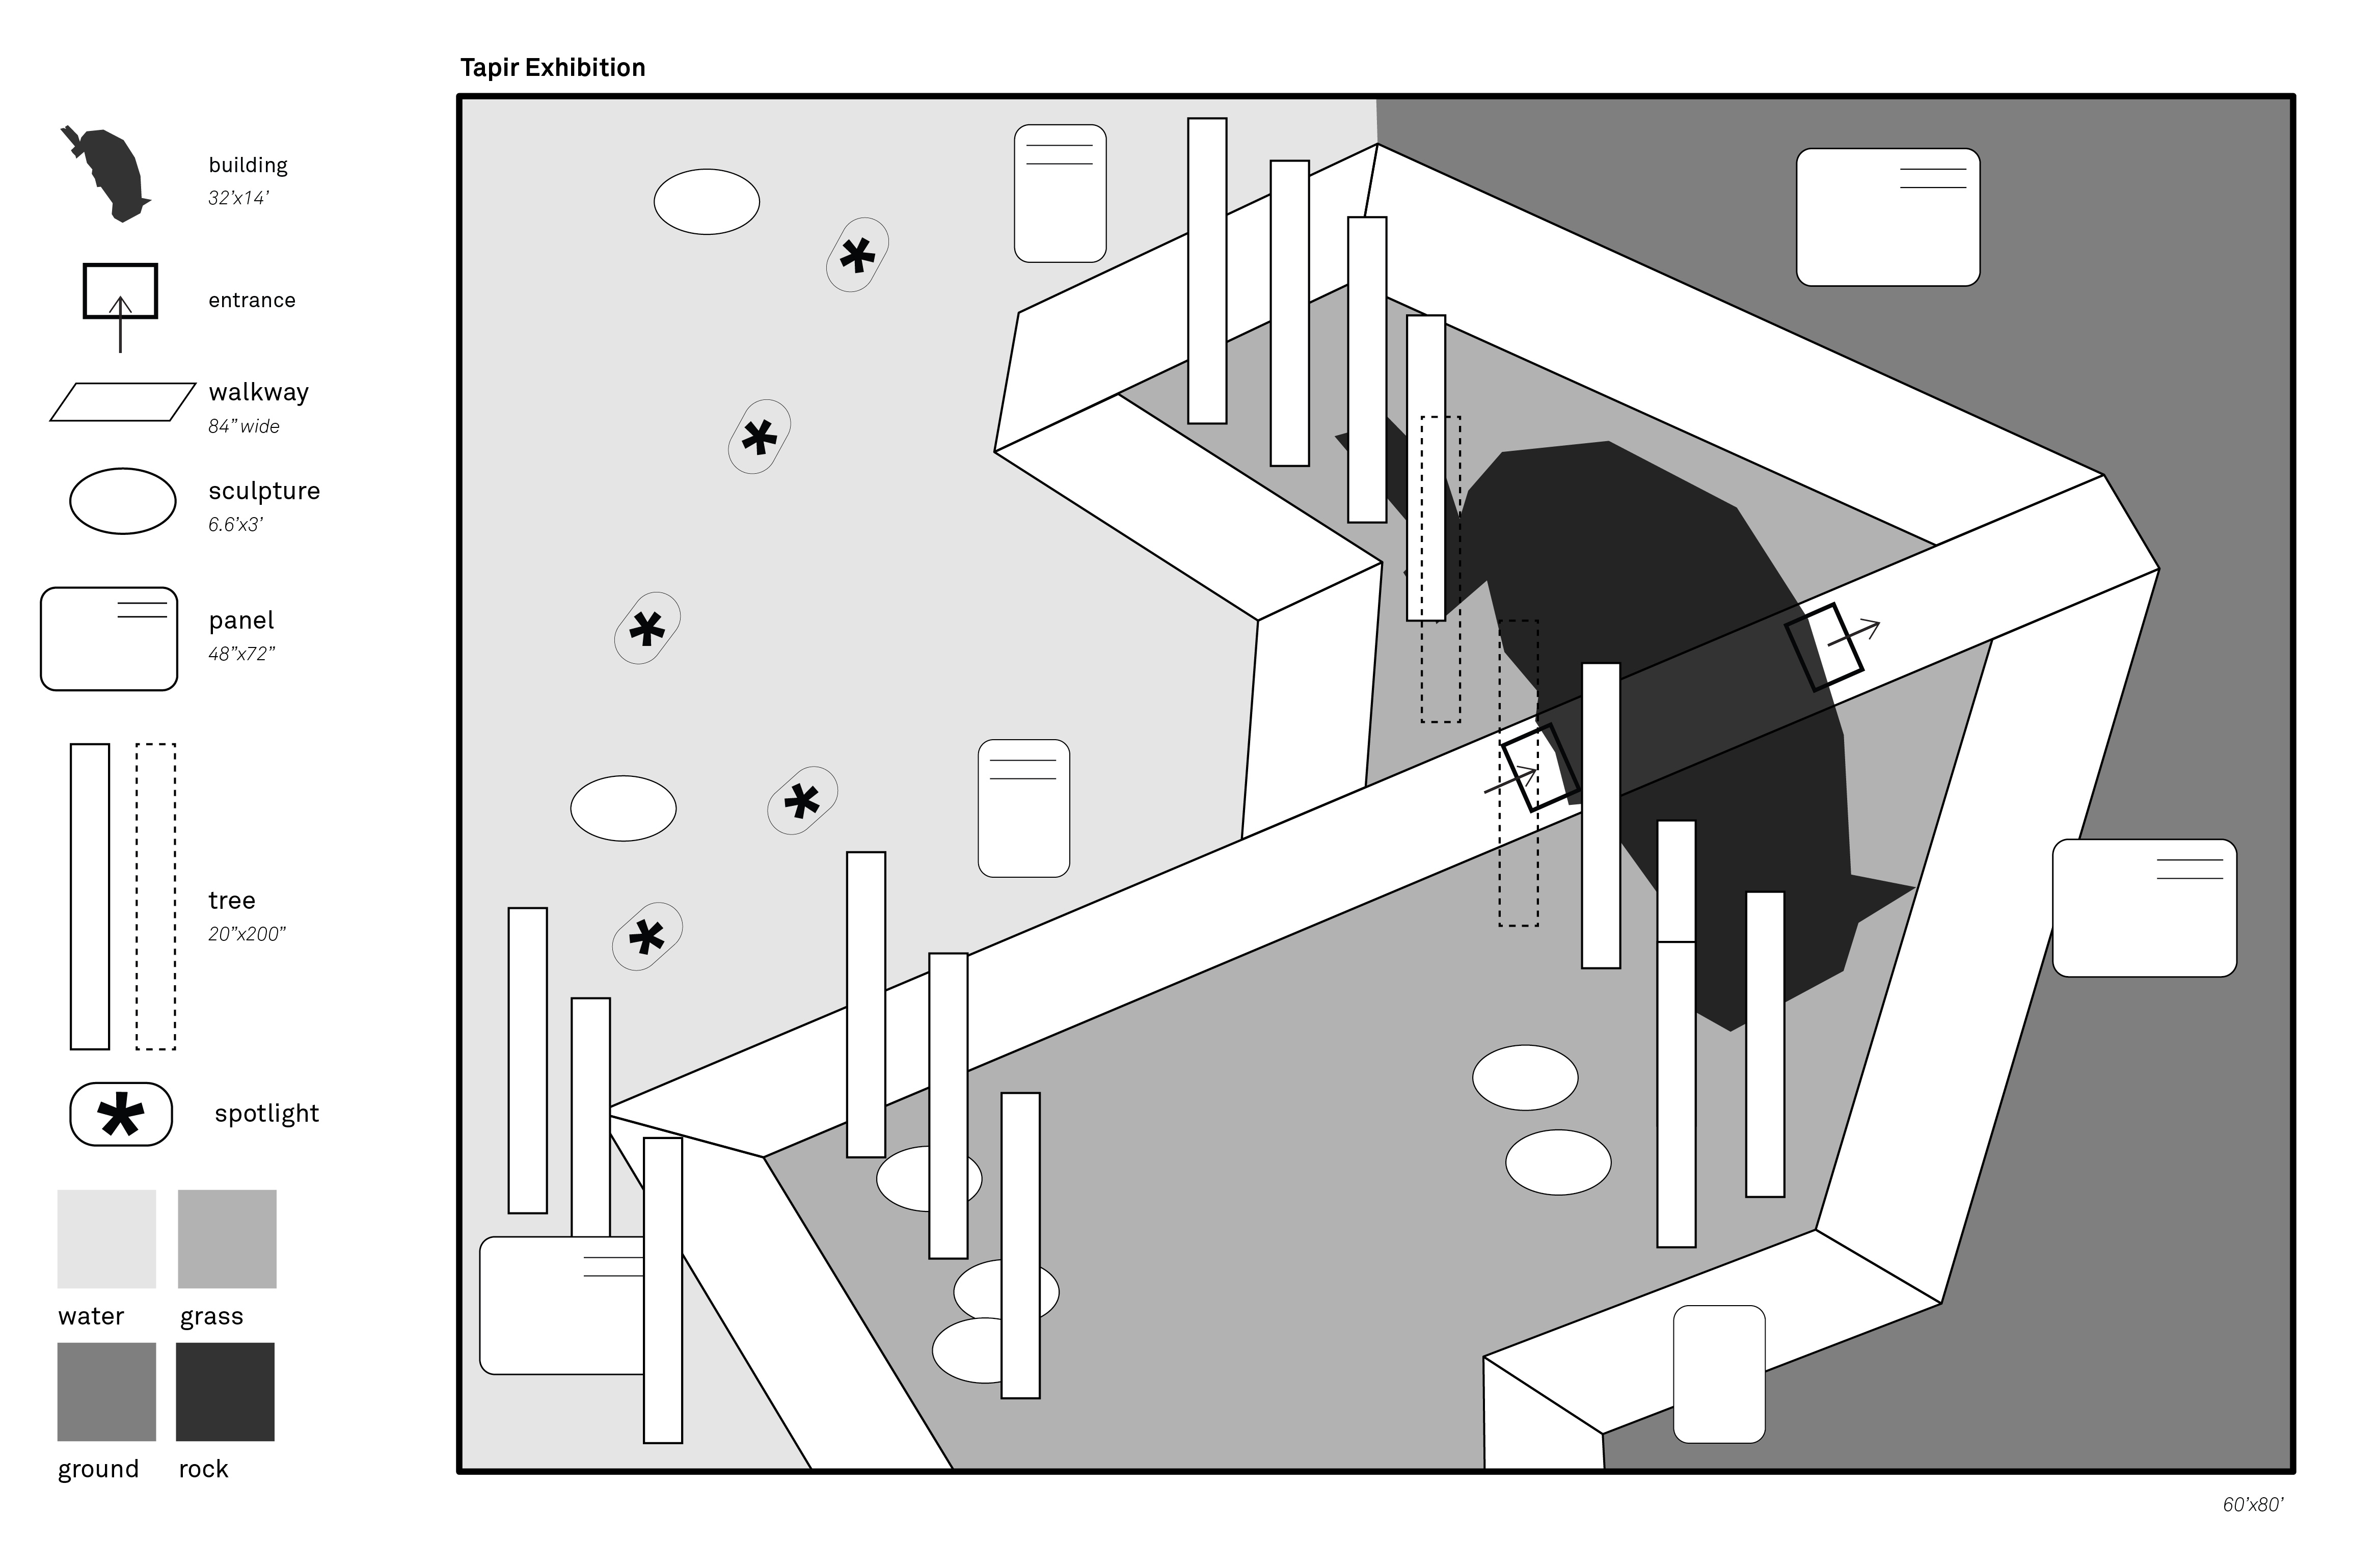 Tapir Exhibition
building
32’x14’
entrance
walkway
84” wide
sculpture
6.6’x3’
panel
48”x72”
tree
20”x200”
spotlight
water
grass
ground
rock
60’x80’